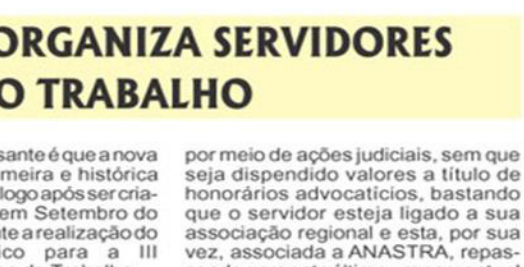 ORGANIZA SERVIDORES
O TRABALHO
sante é que a nova
meira e histórica
logo após ser cria-
em Setembro do
te a realização do
ico para a III
por meio de ações judiciais, sem que
seja dispendido valores a título de
honorários advocatícios, bastando
que o servidor esteja ligado a sua
associação regional e esta, por sua
vez, associada a ANASTRA, repas-